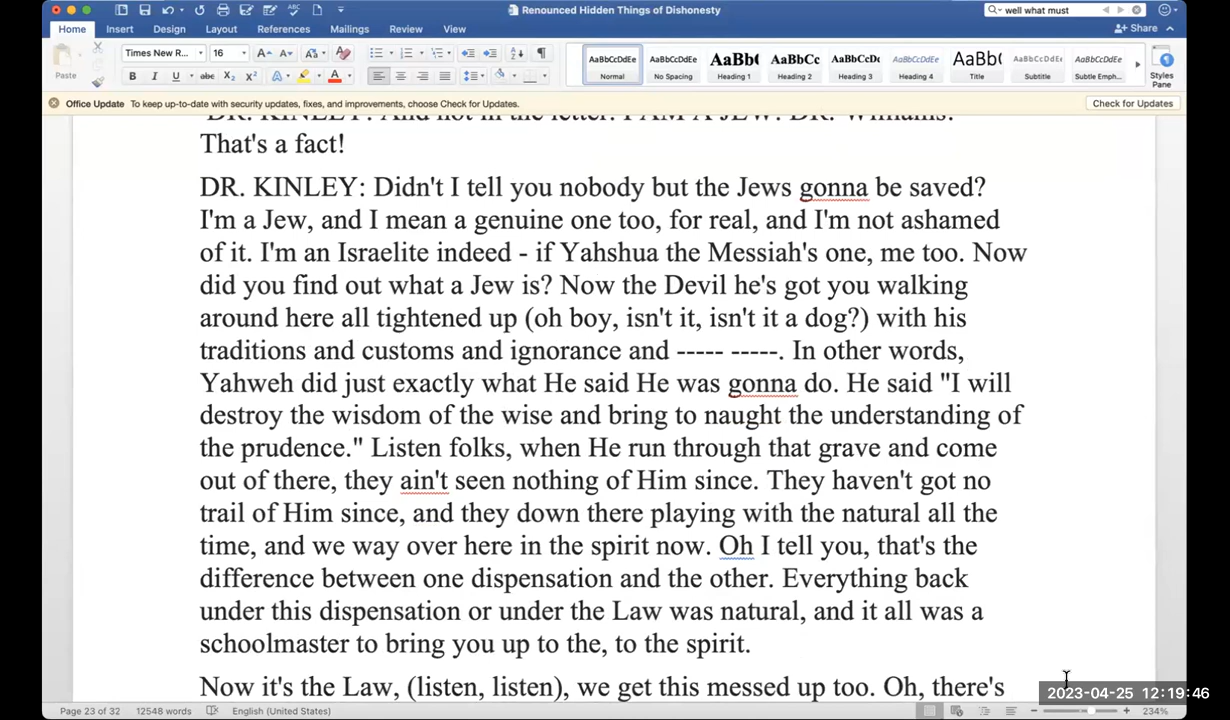 Renounced Hidden Things of Dishonesty
well what must
Home Insert Design Layout References Mailings Review View
Share
Paste
Times New R... 16
AaBbCcDdEe AaBbCcDdEe AaBb( AaBbCc AaBbCcDc AaBbCcDdEe AaBbC AaBbCcDdEe AaBbCcDdEe
Normal No Spacing Heading 1 Heading 2 Heading 3 Heading 4 Title Subtitle Subtle Emph...
Styles
Pane
Office Update To keep up-to-date with security updates, fixes, and improvements, choose Check for Updates. Check for Updates
DR. KINLEY: And not in the letter. I AM A JEW. DR. Williams:
That's a fact!
DR. KINLEY: Didn't I tell you nobody but the Jews gonna be saved?
I'm a Jew, and I mean a genuine one too, for real, and I'm not ashamed
of it. I'm an Israelite indeed - if Yahshua the Messiah's one, me too. Now
did you find out what a Jew is? Now the Devil he's got you walking
around here all tightened up (oh boy, isn't it, isn't it a dog?) with his
traditions and customs and ignorance and ----- -----. In other words,
Yahweh did just exactly what He said He was gonna do. He said "I will
destroy the wisdom of the wise and bring to naught the understanding of
the prudence." Listen folks, when He run through that grave and come
out of there, they ain't seen nothing of Him since. They haven't got no
trail of Him since, and they down there playing with the natural all the
time, and we way over here in the spirit now. Oh I tell you, that's the
difference between one dispensation and the other. Everything back
under this dispensation or under the Law was natural, and it all was a
schoolmaster to bring you up to the, to the spirit.
Now it's the Law, (listen, listen), we get this messed up too. Oh, there's
2023-04-25 12:19:46
Page 23 of 32 12548 words English (United States) 234%